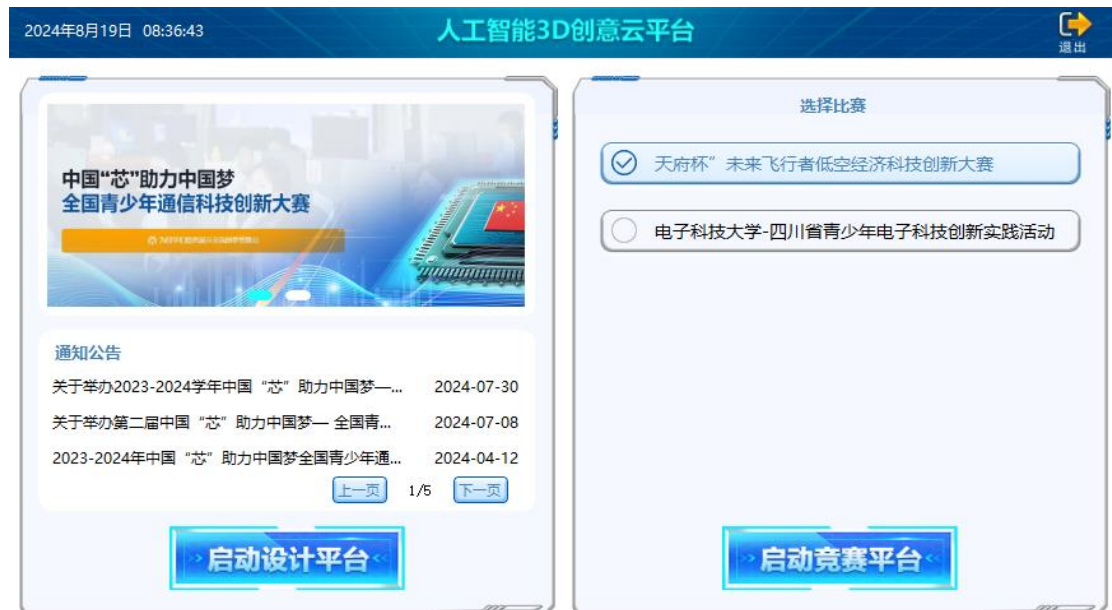 2024年8月19日 08:36:43
人工智能3D创意云平台
退出
中国“芯”助力中国梦
全国青少年通信科技创新大赛
通知公告
关于举办2023-2024学年中国“芯”助力中国梦—... 2024-07-30
关于举办第二届中国“芯”助力中国梦— 全国青... 2024-07-08
2023-2024年中国“芯”助力中国梦全国青少年通... 2024-04-12
上一页 1/5 下一页
启动设计平台
选择比赛
天府杯”未来飞行者低空经济科技创新大赛
电子科技大学-四川省青少年电子科技创新实践活动
启动竞赛平台